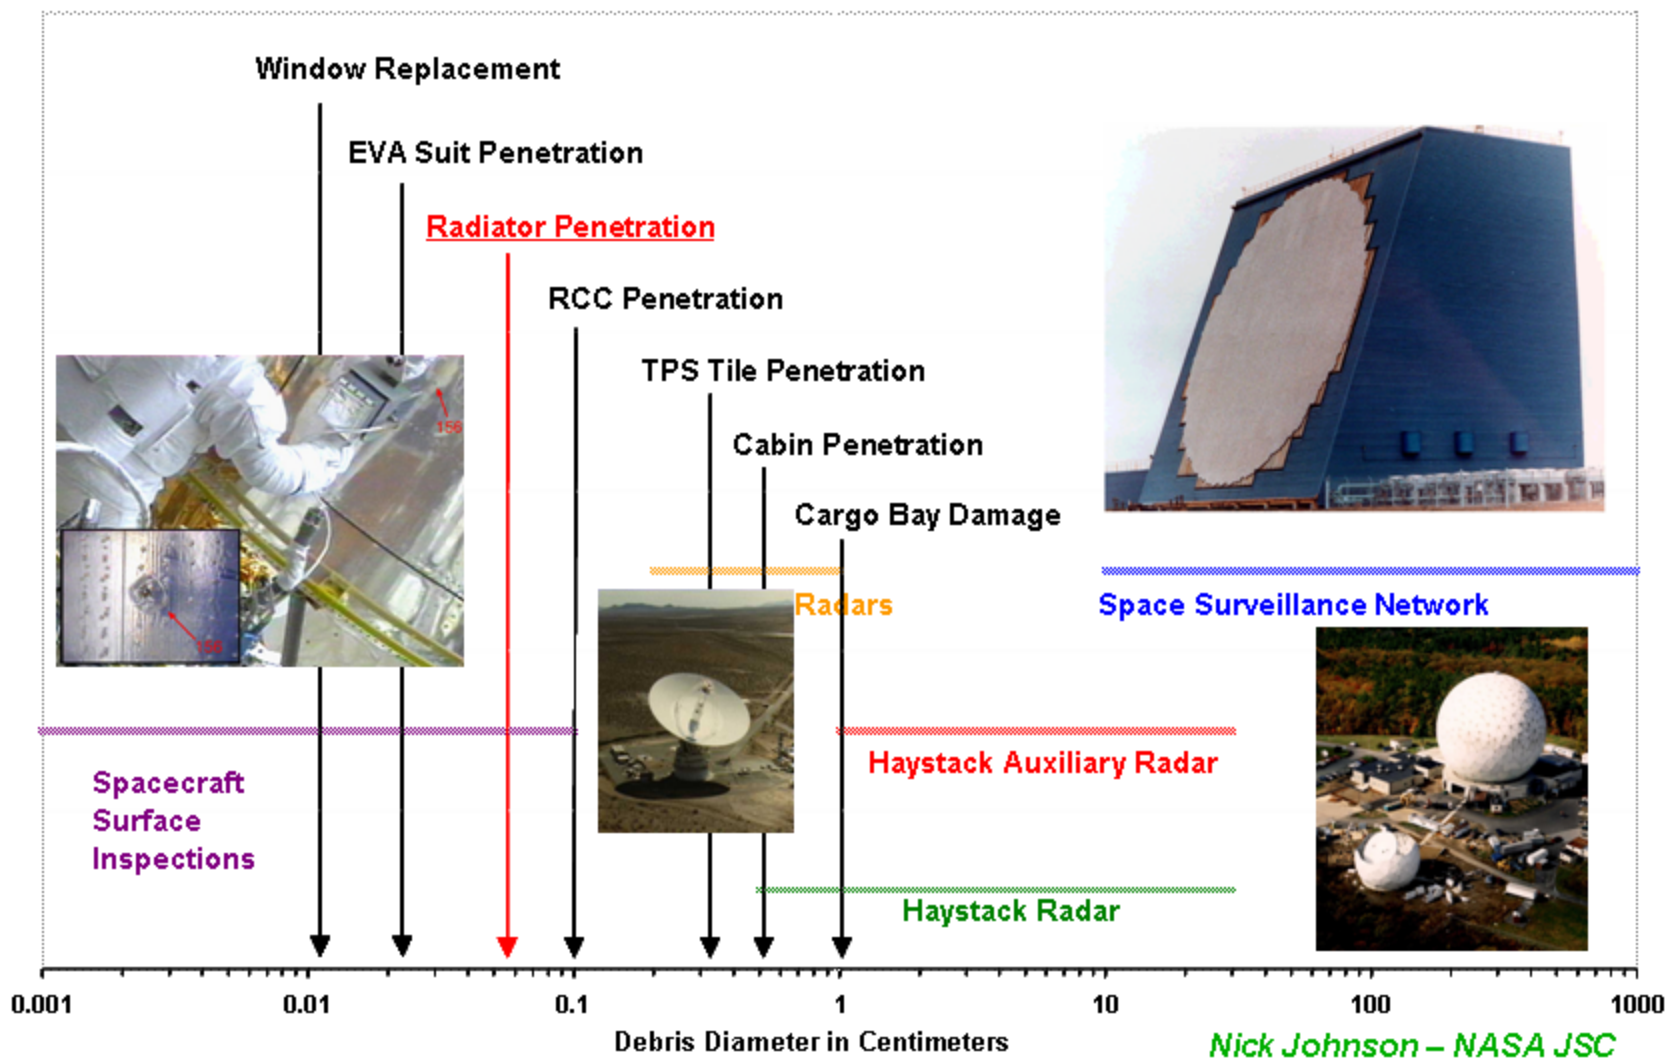 Window Replacement
EVA Suit Penetration
Radiator Penetration
RCC Penetration
TPS Tile Penetration
Cabin Penetration
Cargo Bay Damage
156
156
Radars
Space Surveillance Network
Haystack Auxiliary Radar
Spacecraft
Surface
Inspections
Haystack Radar
0.001 0.01 0.1 1 10 100 1000
Debris Diameter in Centimeters
Nick Johnson – NASA JSC